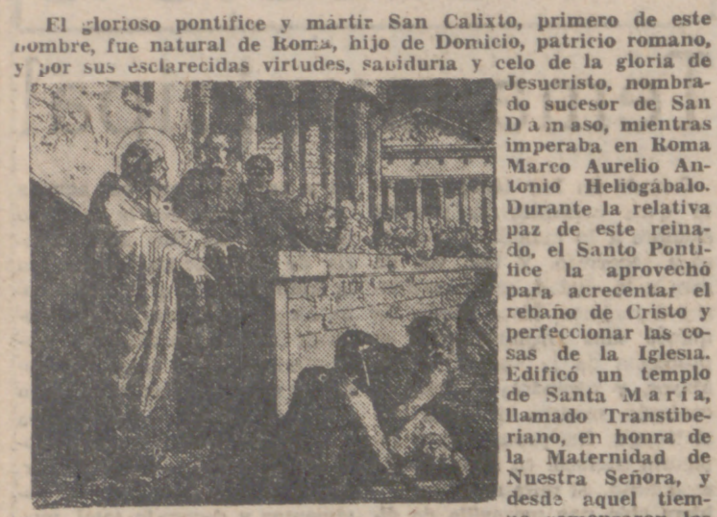 El glorioso pontífice y mártir San Calixto, primero de este
nombre, fue natural de Roma, hijo de Domicio, patricio romano,
y por sus esclarecidas virtudes, sabiduría y celo de la gloria de
Jesucristo, nombra-
do sucesor de San
Damaso, mientras
imperaba en Roma
Marco Aurelio An-
tonio Heliogábalo.
Durante la relativa
paz de este reina-
do, el Santo Pontí-
fice la aprovechó
para acrecentar el
rebaño de Cristo y
perfeccionar las co-
sas de la Iglesia.
Edificó un templo
de Santa María,
llamado Transtibe-
riano, en honra de
la Maternidad de
Nuestra Señora, y
desde aquel tiem-